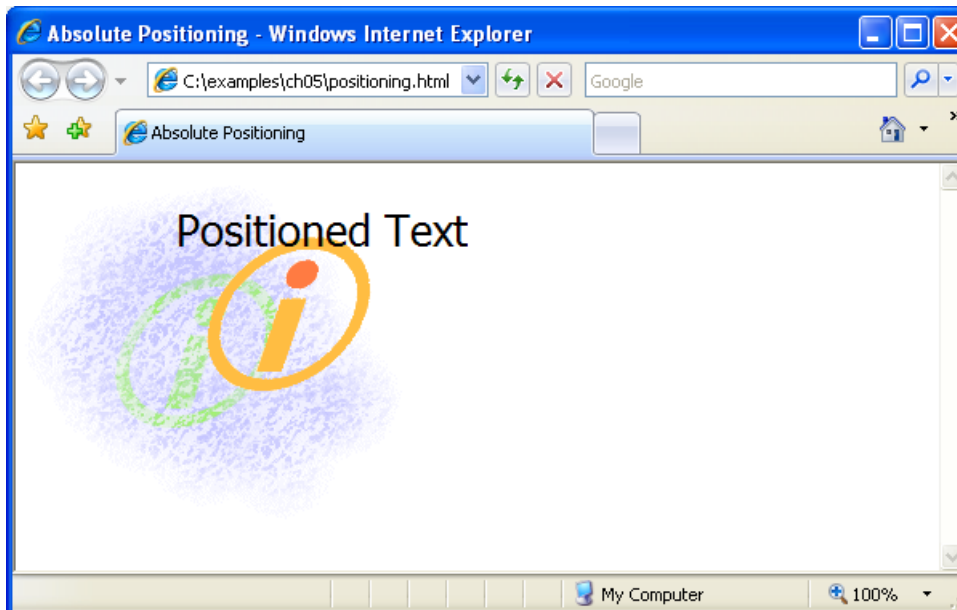 Absolute Positioning - Windows Internet Explorer
C:\examples\ch05\positioning.html Google
Absolute Positioning
Positioned Text
i i
My Computer 100%